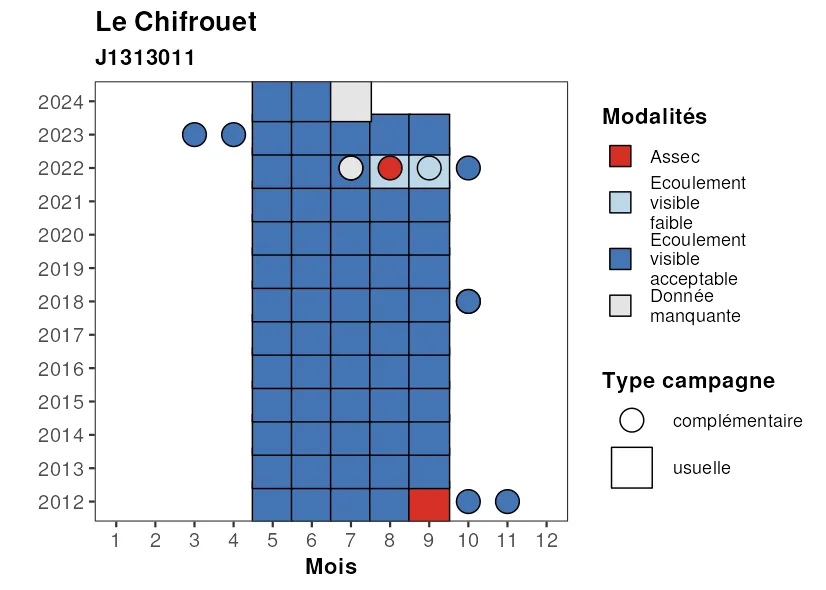 Le Chifrouet
J1313011
2024
2023
2022
2021
2020
2019
2018
2017
2016
2015
2014
2013
2012
1 2 3 4 5 6 7 8 9 10 11 12
Mois
Modalités
Assec
Ecoulement
visible
faible
Ecoulement
visible
acceptable
Donnée
manquante
Type campagne
complémentaire
usuelle